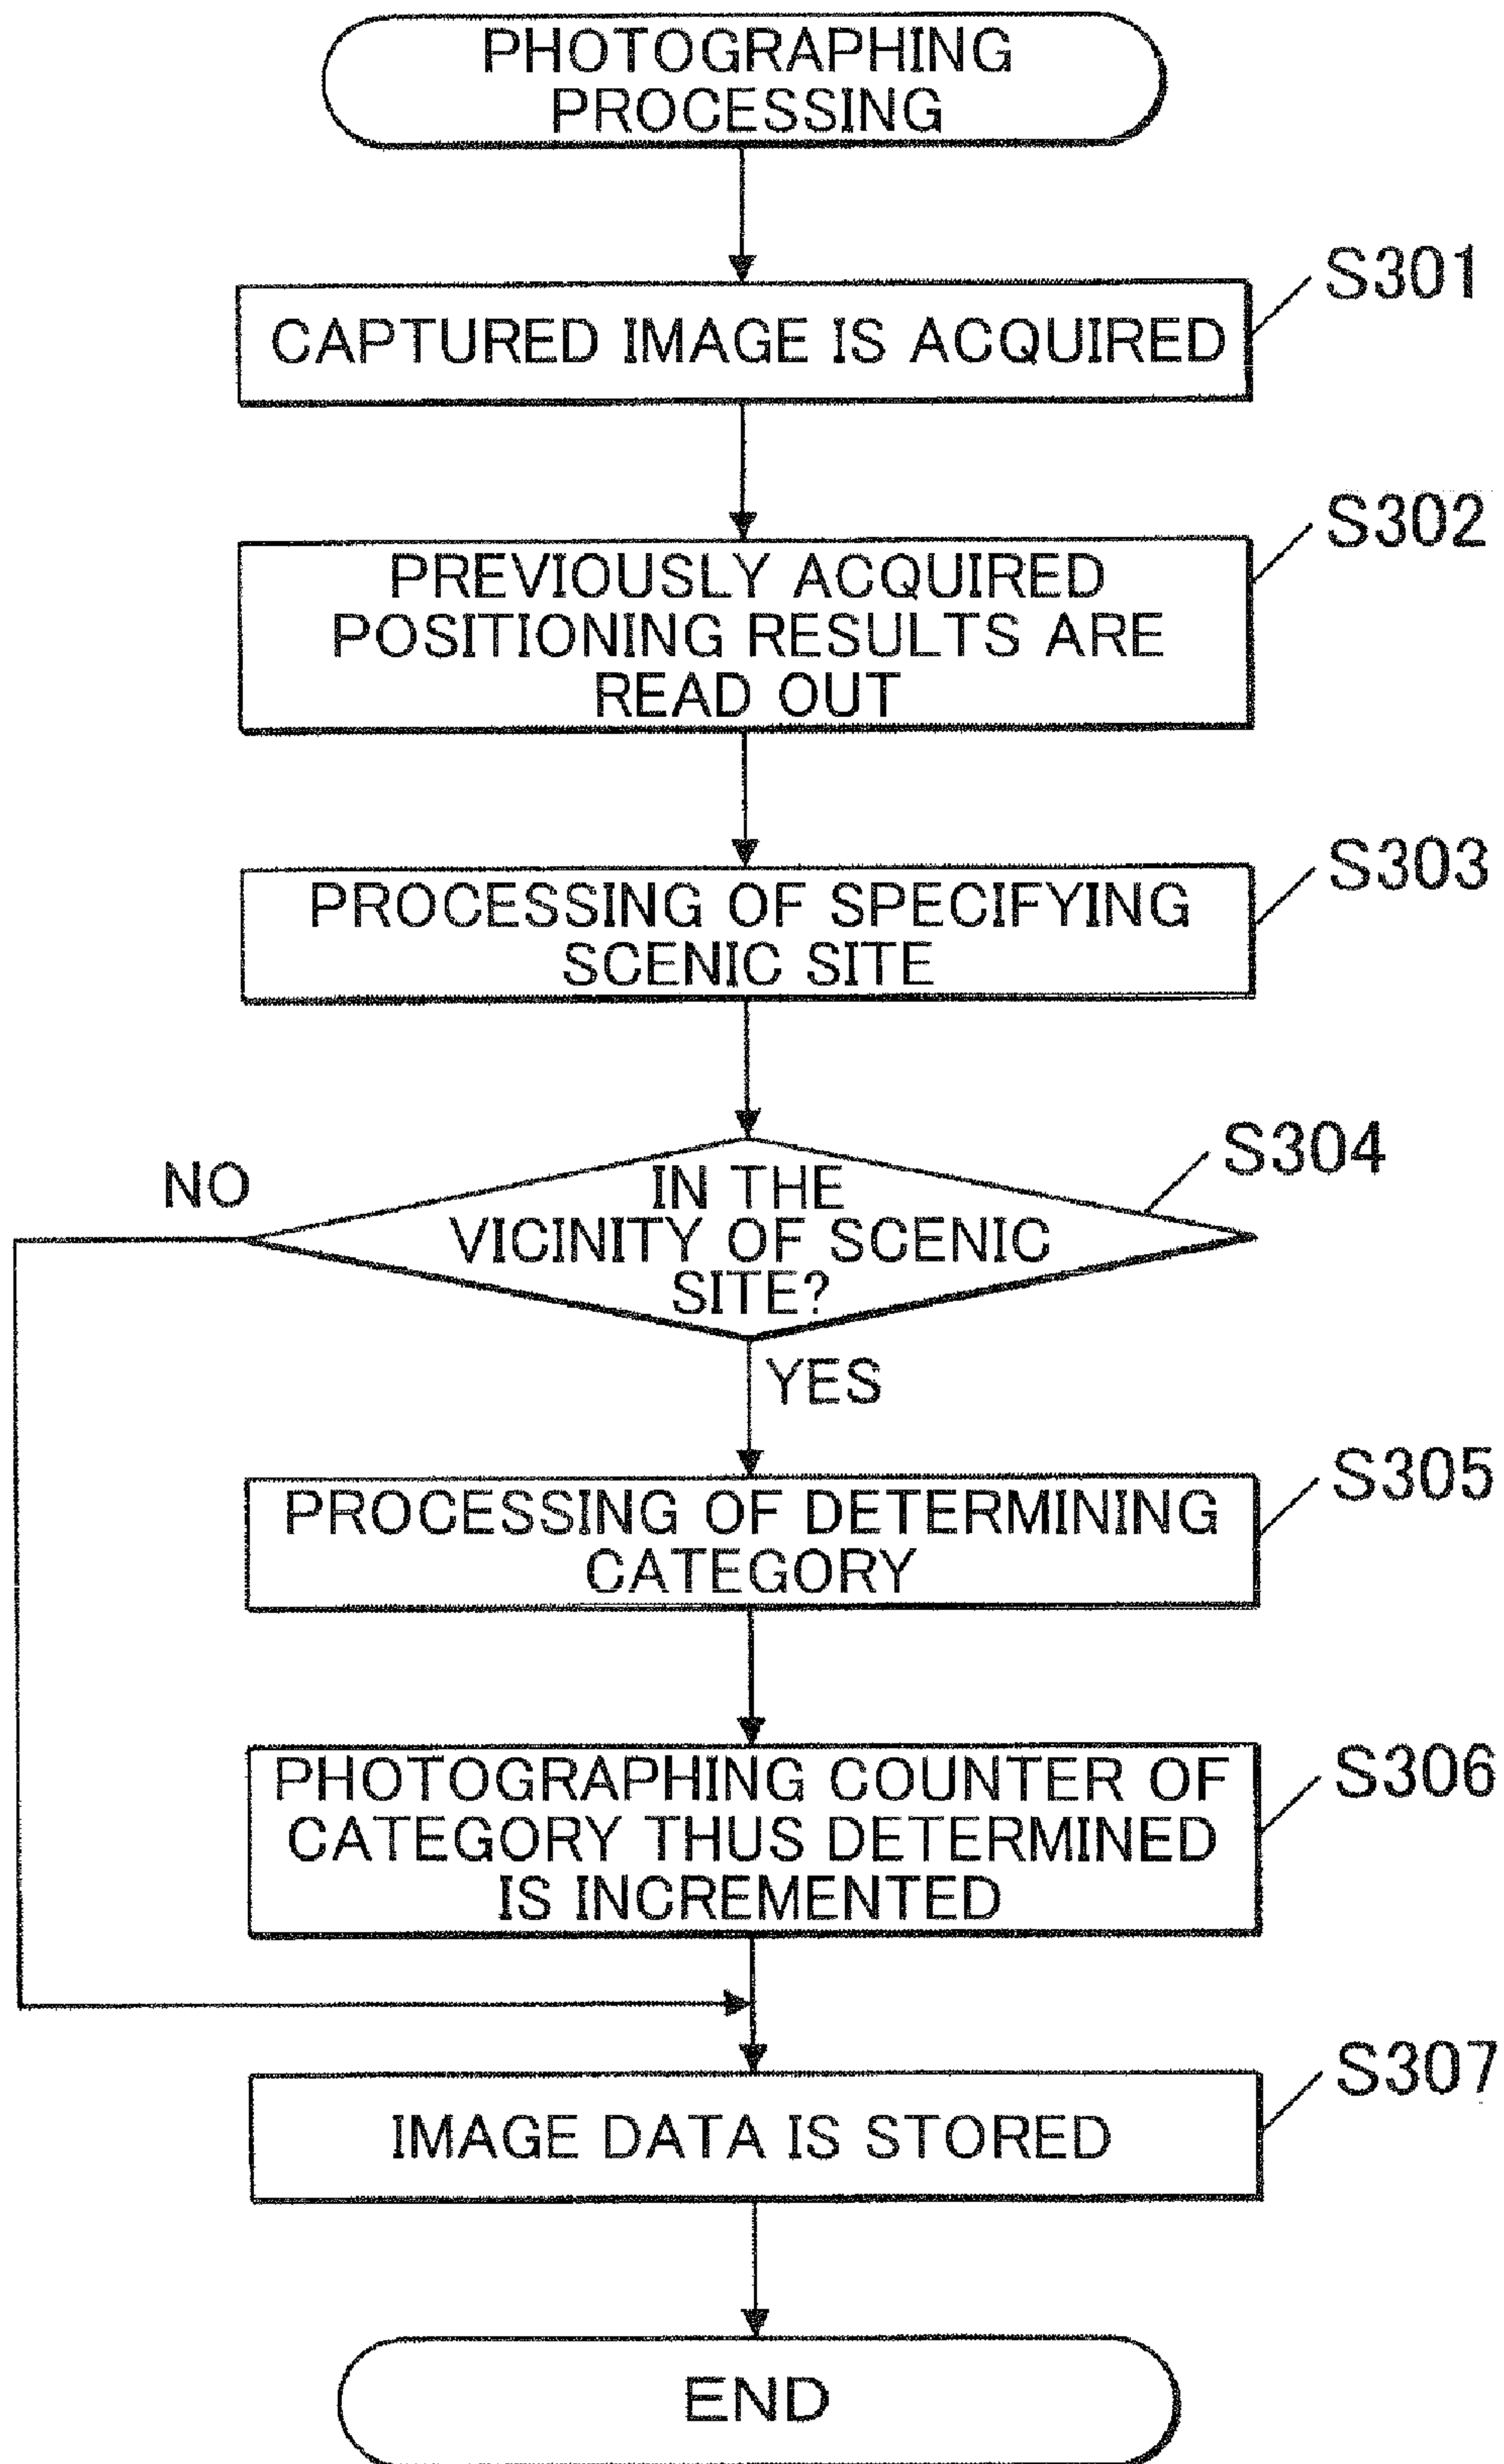 PHOTOGRAPHING
PROCESSING
S301
CAPTURED IMAGE IS ACQUIRED
S302
PREVIOUSLY ACQUIRED
POSITIONING RESULTS ARE
READ OUT
S303
PROCESSING OF SPECIFYING
SCENIC SITE
S304
NO
IN THE
VICINITY OF SCENIC
SITE?
YES
S305
PROCESSING OF DETERMINING
CATEGORY
S306
PHOTOGRAPHING COUNTER OF
CATEGORY THUS DETERMINED
IS INCREMENTED
S307
IMAGE DATA IS STORED
END